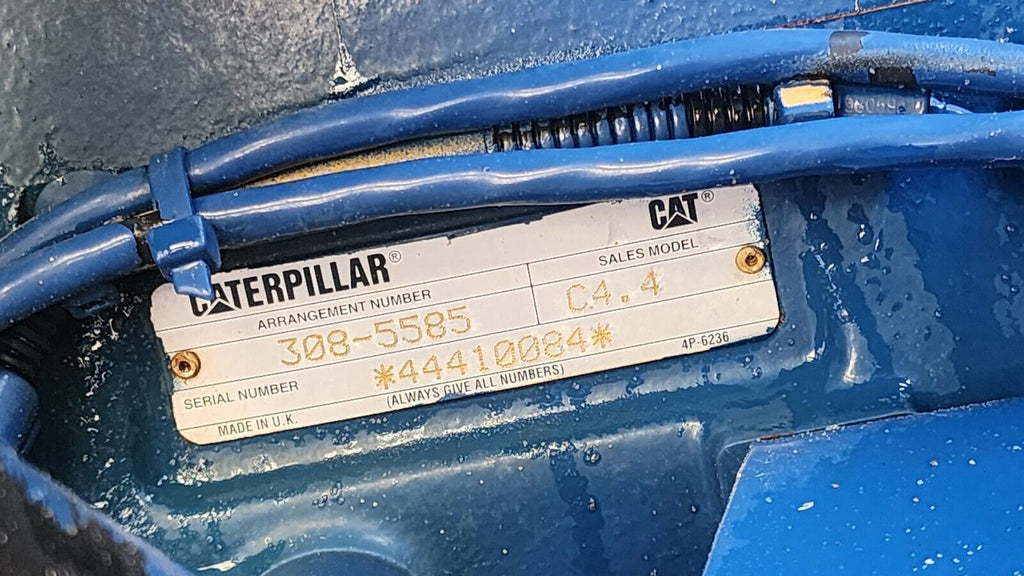 CAT®
CATERPILLAR®
SALES MODEL
ARRANGEMENT NUMBER
C4.4
308-5585
*44410084*
SERIAL NUMBER
4P-6236
(ALWAYS GIVE ALL NUMBERS)
MADE IN U.K.